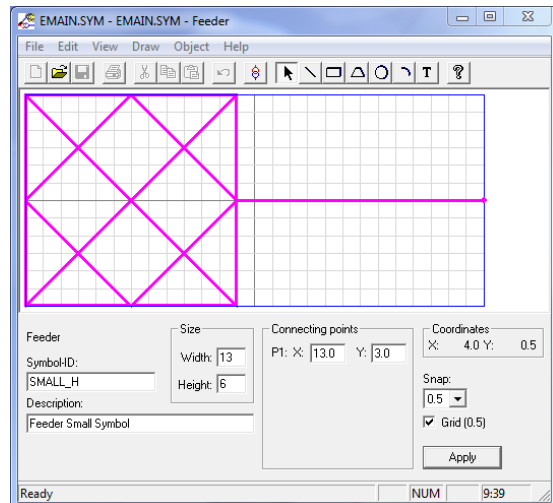 EMAIN.SYM - EMAIN.SYM - Feeder
File Edit View Draw Object Help
T ?
Feeder
Symbol-ID:
SMALL_H
Description:
Feeder Small Symbol
Size
Width: 13
Height: 6
Connecting points
P1: X: 13.0 Y: 3.0
Coordinates
X: 4.0 Y: 0.5
Snap:
0.5
Grid (0.5)
Apply
Ready NUM 9:39